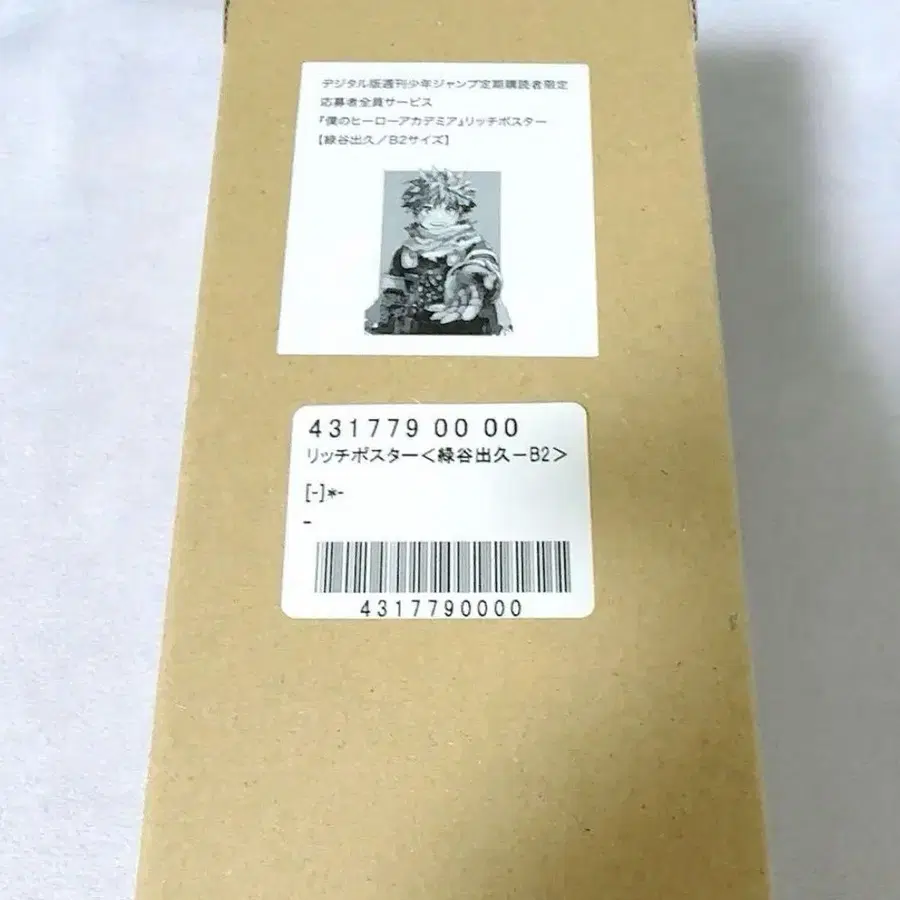 デジタル版週刊少年ジャンプ定期購読者限定
応募者全員サービス
『僕のヒーローアカデミア』リッチポスター
【緑谷出久／B2サイズ】
431779 00 00
リッチポスター＜緑谷出久－B2＞
[-]*-
-
4317790000